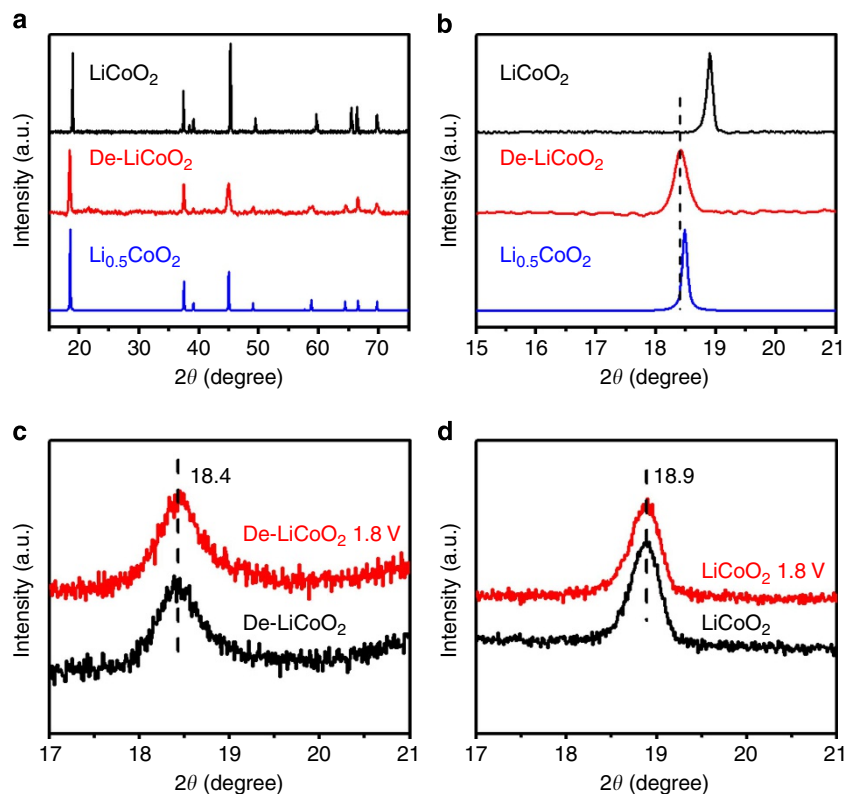 a
LiCoO₂
De-LiCoO₂
Li₀.₅CoO₂
Intensity (a.u.)
20 30 40 50 60 70
2θ (degree)
b
LiCoO₂
De-LiCoO₂
Li₀.₅CoO₂
Intensity (a.u.)
15 16 17 18 19 20 21
2θ (degree)
c
18.4
De-LiCoO₂ 1.8 V
De-LiCoO₂
Intensity (a.u.)
17 18 19 20 21
2θ (degree)
d
18.9
LiCoO₂ 1.8 V
LiCoO₂
Intensity (a.u.)
17 18 19 20 21
2θ (degree)